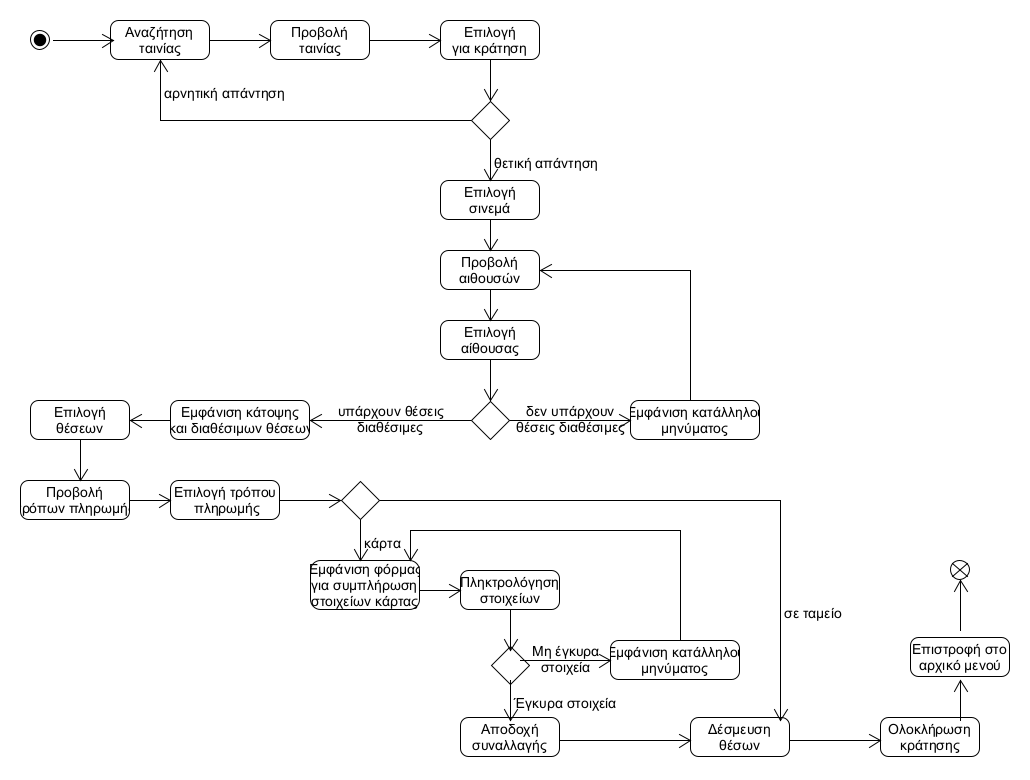 Αναζήτηση
ταινίας
Προβολή
ταινίας
Επιλογή
για κράτηση
αρνητική απάντηση
θετική απάντηση
Επιλογή
σινεμά
Προβολή
αιθουσών
Επιλογή
αίθουσας
Επιλογή
θέσεων
Εμφάνιση κάτοψης
και διαθέσιμων θέσεων
υπάρχουν θέσεις
διαθέσιμες
δεν υπάρχουν
θέσεις διαθέσιμες
Εμφάνιση κατάλληλου
μηνύματος
Προβολή
ρόπων πληρωμή
Επιλογή τρόπου
πληρωμής
κάρτα
Εμφάνιση φόρμας
για συμπλήρωση
στοιχείων κάρτας
Πληκτρολόγηση
στοιχείων
σε ταμείο
Μη έγκυρα
στοιχεία
Εμφάνιση κατάλληλου
μηνύματος
Επιστροφή στο
αρχικό μενού
Έγκυρα στοιχεία
Αποδοχή
συναλλαγής
Δέσμευση
θέσων
Ολοκλήρωση
κράτησης